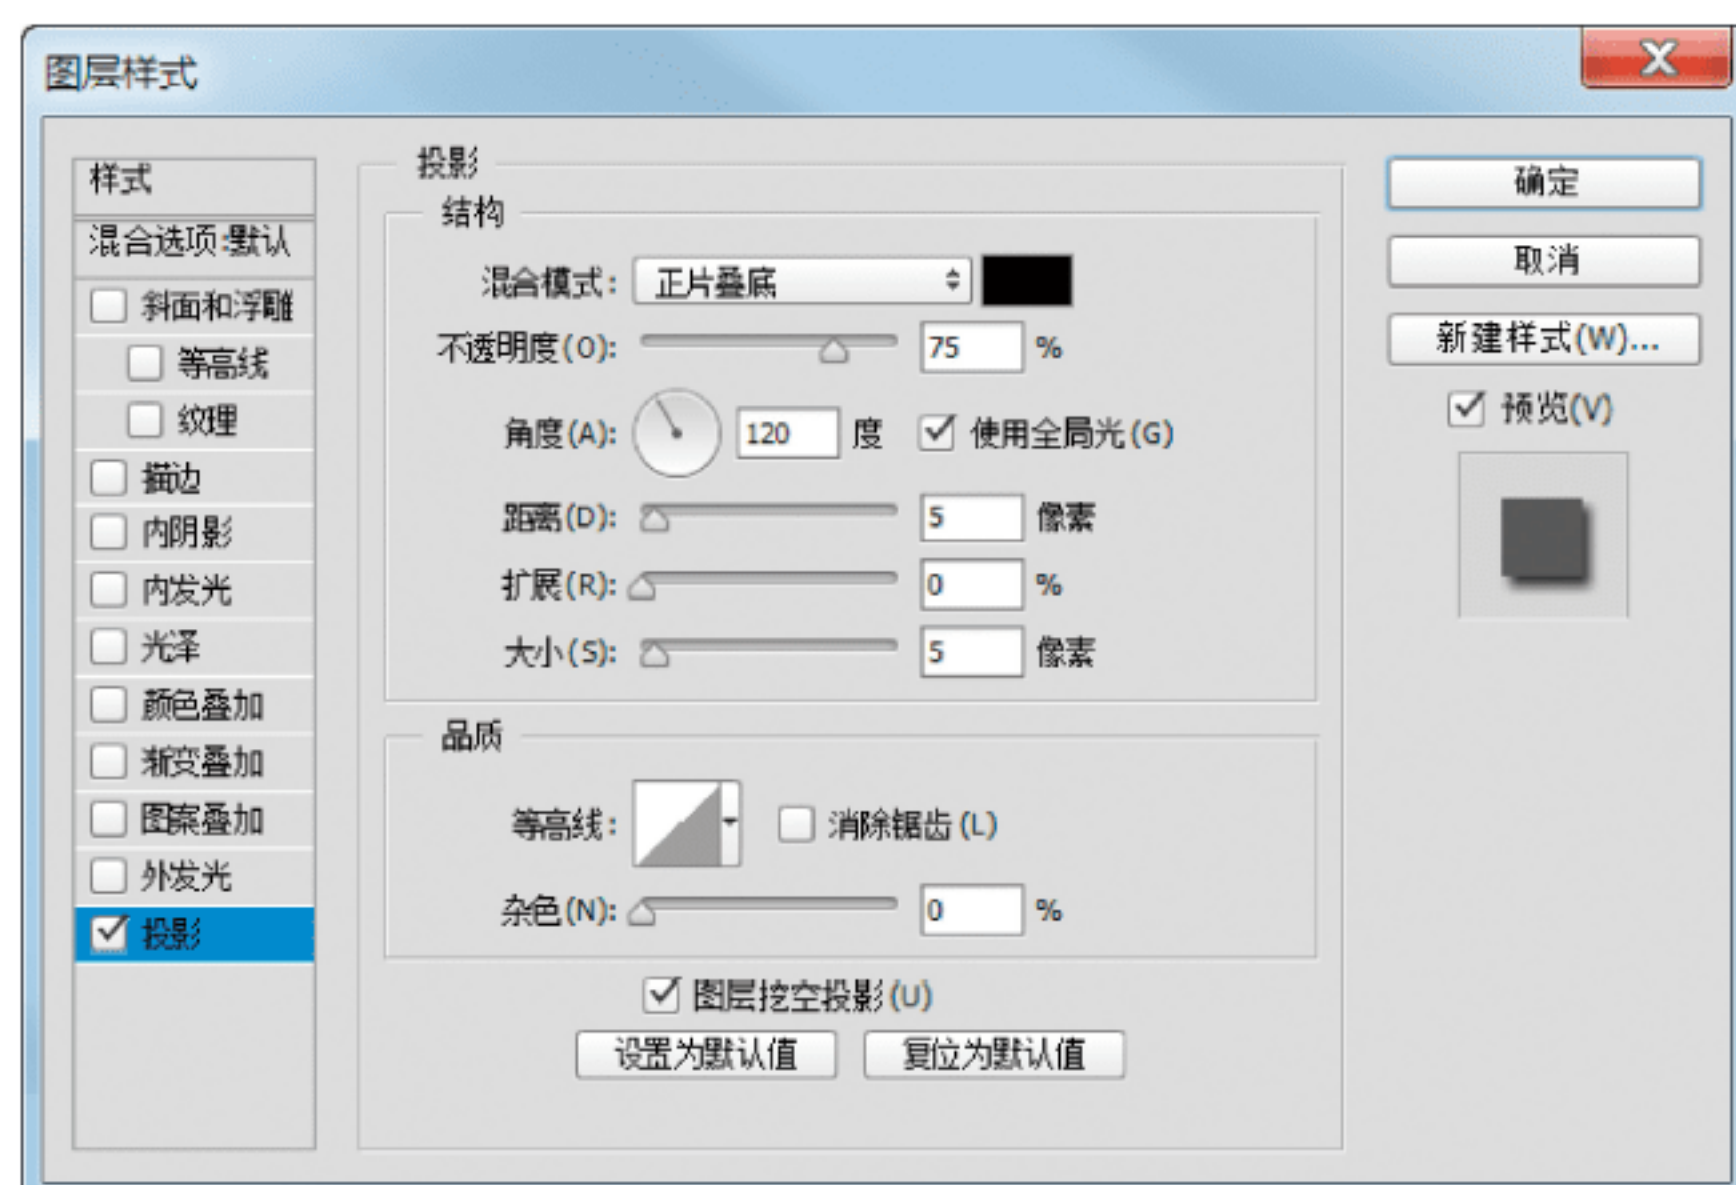 图层样式
样式
混合选项:默认
斜面和浮雕
等高线
纹理
描边
内阴影
内发光
光泽
颜色叠加
渐变叠加
图案叠加
外发光
投影
投影
结构
混合模式: 正片叠底
不透明度(O): 75 %
角度(A): 120 度 使用全局光(G)
距离(D): 5 像素
扩展(R): 0 %
大小(S): 5 像素
品质
等高线: 消除锯齿(L)
杂色(N): 0 %
图层挖空投影(U)
设置为默认值 复位为默认值
确定
取消
新建样式(W)...
预览(V)